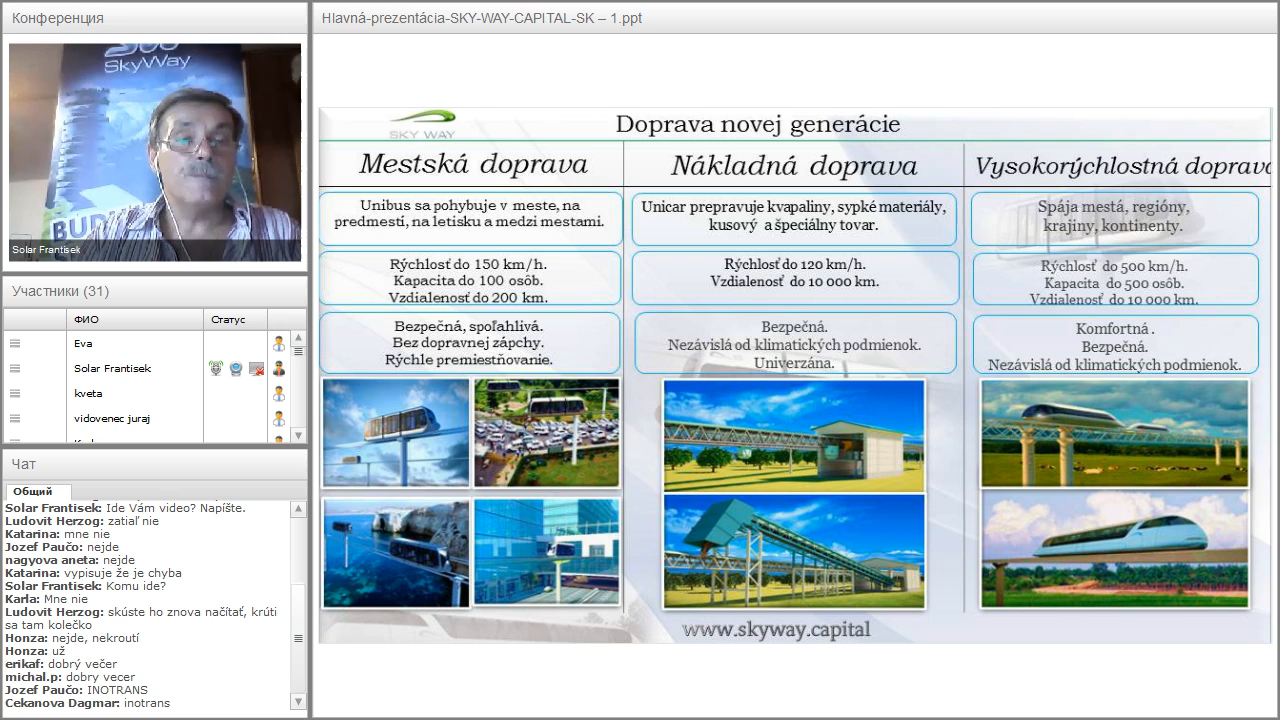 Конференция
SkyWay
BUD
Solar Frantisek
Участники (31)
ФИО
Статус
Eva
Solar Frantisek
kveta
vidovenec juraj
Чат
Общий
Solar Frantisek: Ide Vám video? Napíšte.
Ludovit Herzog: zatiaľ nie
Katarina: mne nie
Jozef Paučo: nejde
nagyova aneta: nejde
Katarina: vypisuje že je chyba
Solar Frantisek: Komu ide?
Karla: Mne nie
Ludovit Herzog: skúste ho znova načítať, krúti
sa tam kolečko
Honza: nejde, nekroutí
Honza: už
erikaf: dobrý večer
michal.p: dobry vecer
Jozef Paučo: INOTRANS
Cekanova Dagmar: inotrans
Hlavná-prezentácia-SKY-WAY-CAPITAL-SK – 1.ppt
SKY WAY
Doprava novej generácie
Mestská doprava
Unibus sa pohybuje v meste, na
predmestí, na letisku a medzi mestami.
Rýchlosť do 150 km/h.
Kapacita do 100 osôb.
Vzdialenosť do 200 km.
Bezpečná, spoľahlivá.
Bez dopravnej zápchy.
Rýchle premiestňovanie.
Nákladná doprava
Unicar prepravuje kvapaliny, sypké materiály,
kusový a špeciálny tovar.
Rýchlosť do 120 km/h.
Vzdialenosť do 10 000 km.
Bezpečná.
Nezávislá od klimatických podmienok.
Univerzána.
Vysokorýchlostná doprava
Spája mestá, regióny,
krajiny, kontinenty.
Rýchlosť do 500 km/h.
Kapacita do 500 osôb.
Vzdialenosť do 10 000 km.
Komfortná .
Bezpečná.
Nezávislá od klimatických podmienok.
www.skyway.capital